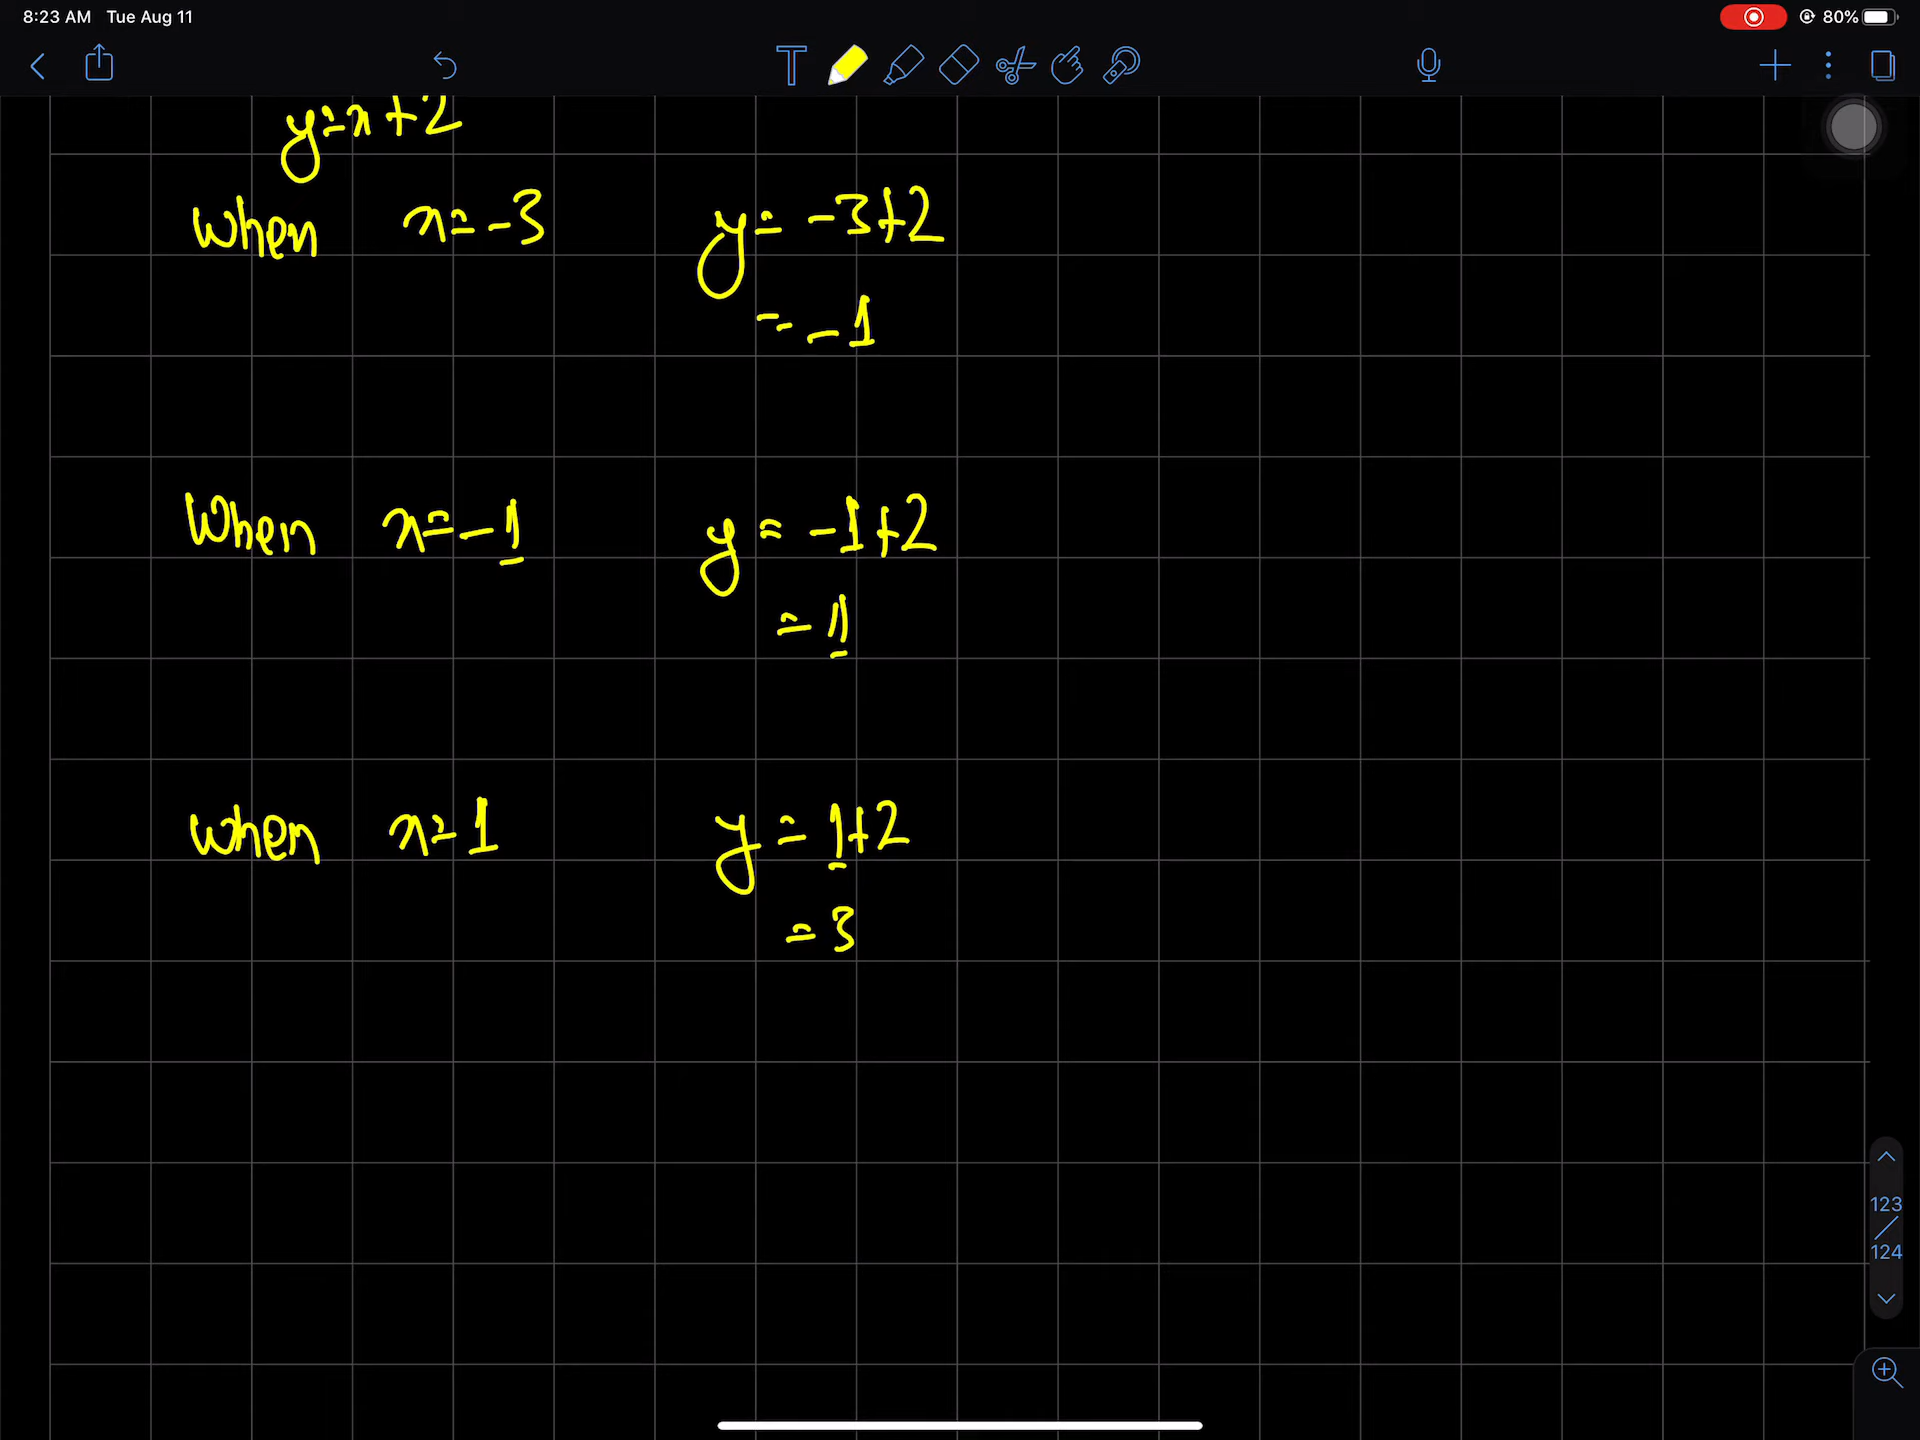 8:23 AM Tue Aug 11 80%
T
y=x+2
When x=-3 y= -3+2
= -1
When x=-1 y= -1+2
= 1
When x=1 y= 1+2
= 3
123
124